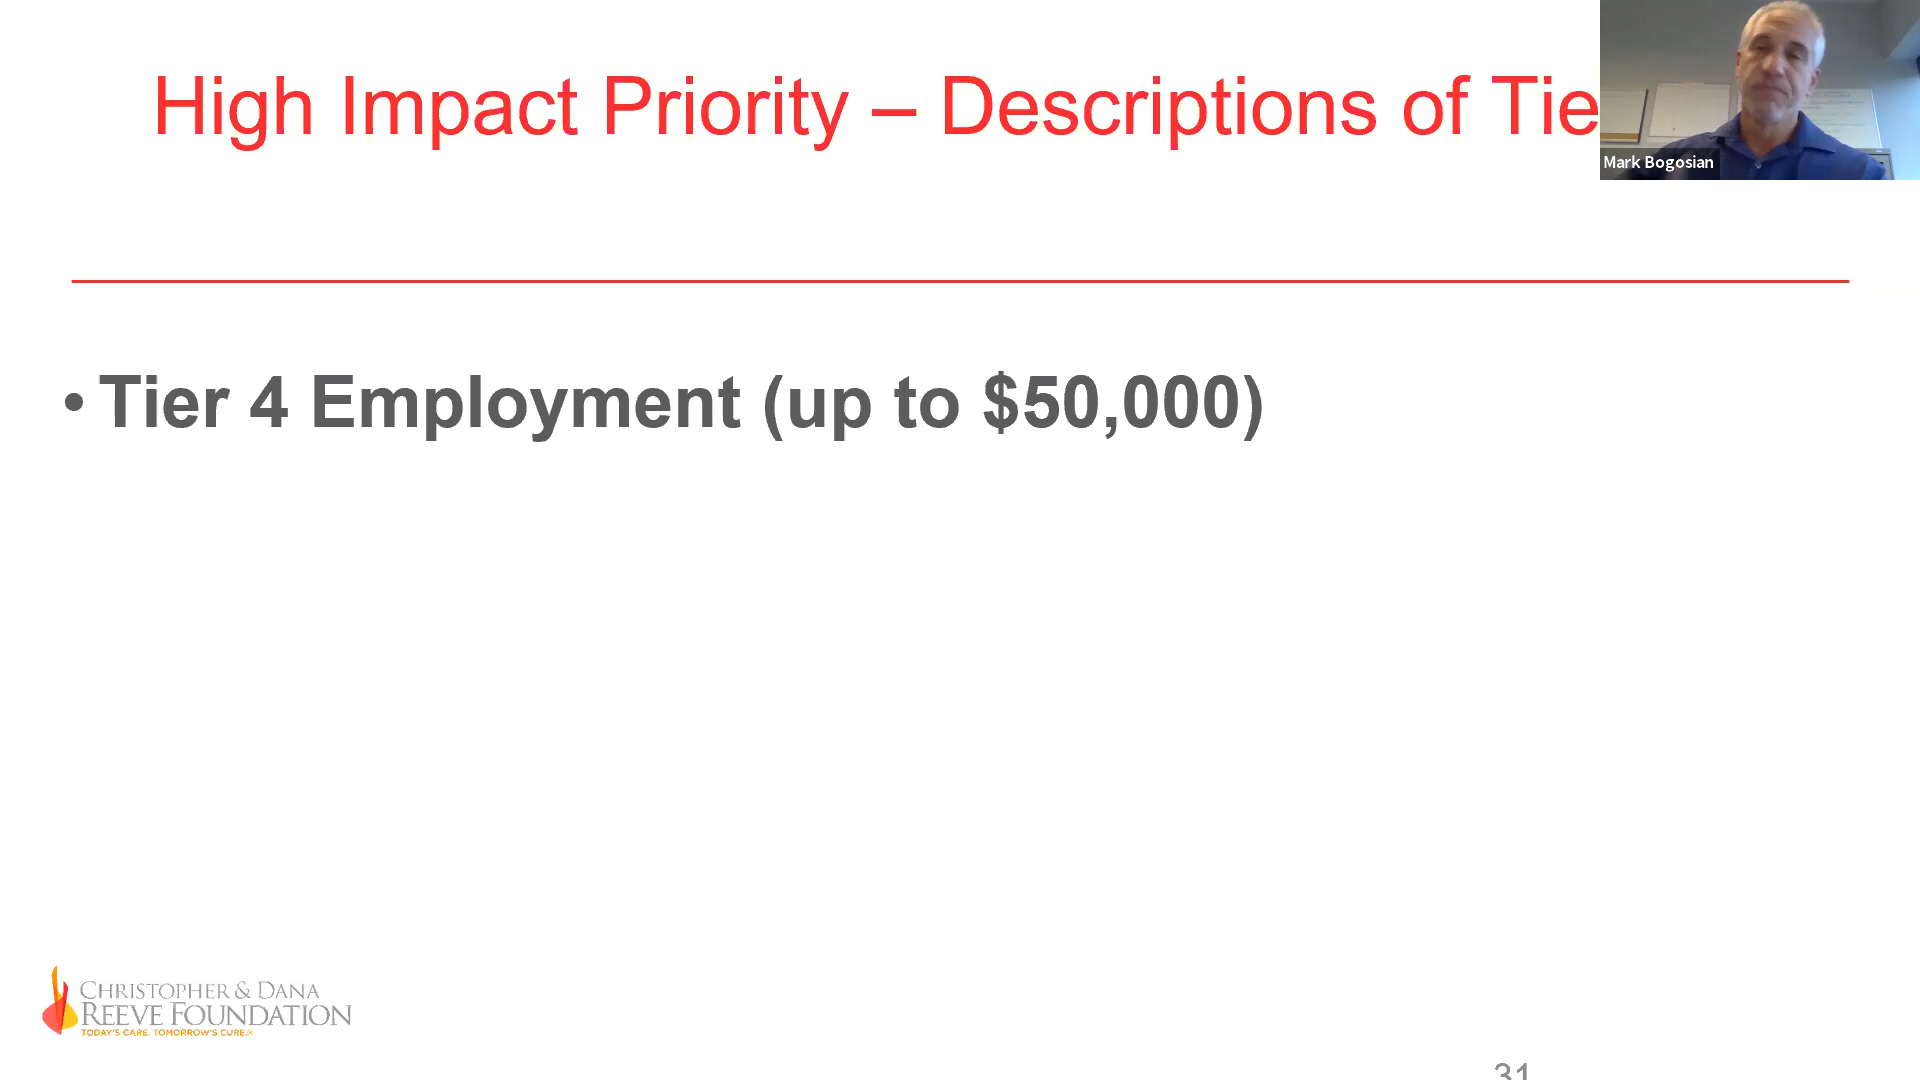 High Impact Priority – Descriptions of Tie
Mark Bogosian
• Tier 4 Employment (up to $50,000)
CHRISTOPHER & DANA
REEVE FOUNDATION
TODAY'S CARE. TOMORROW'S CURE.®
31